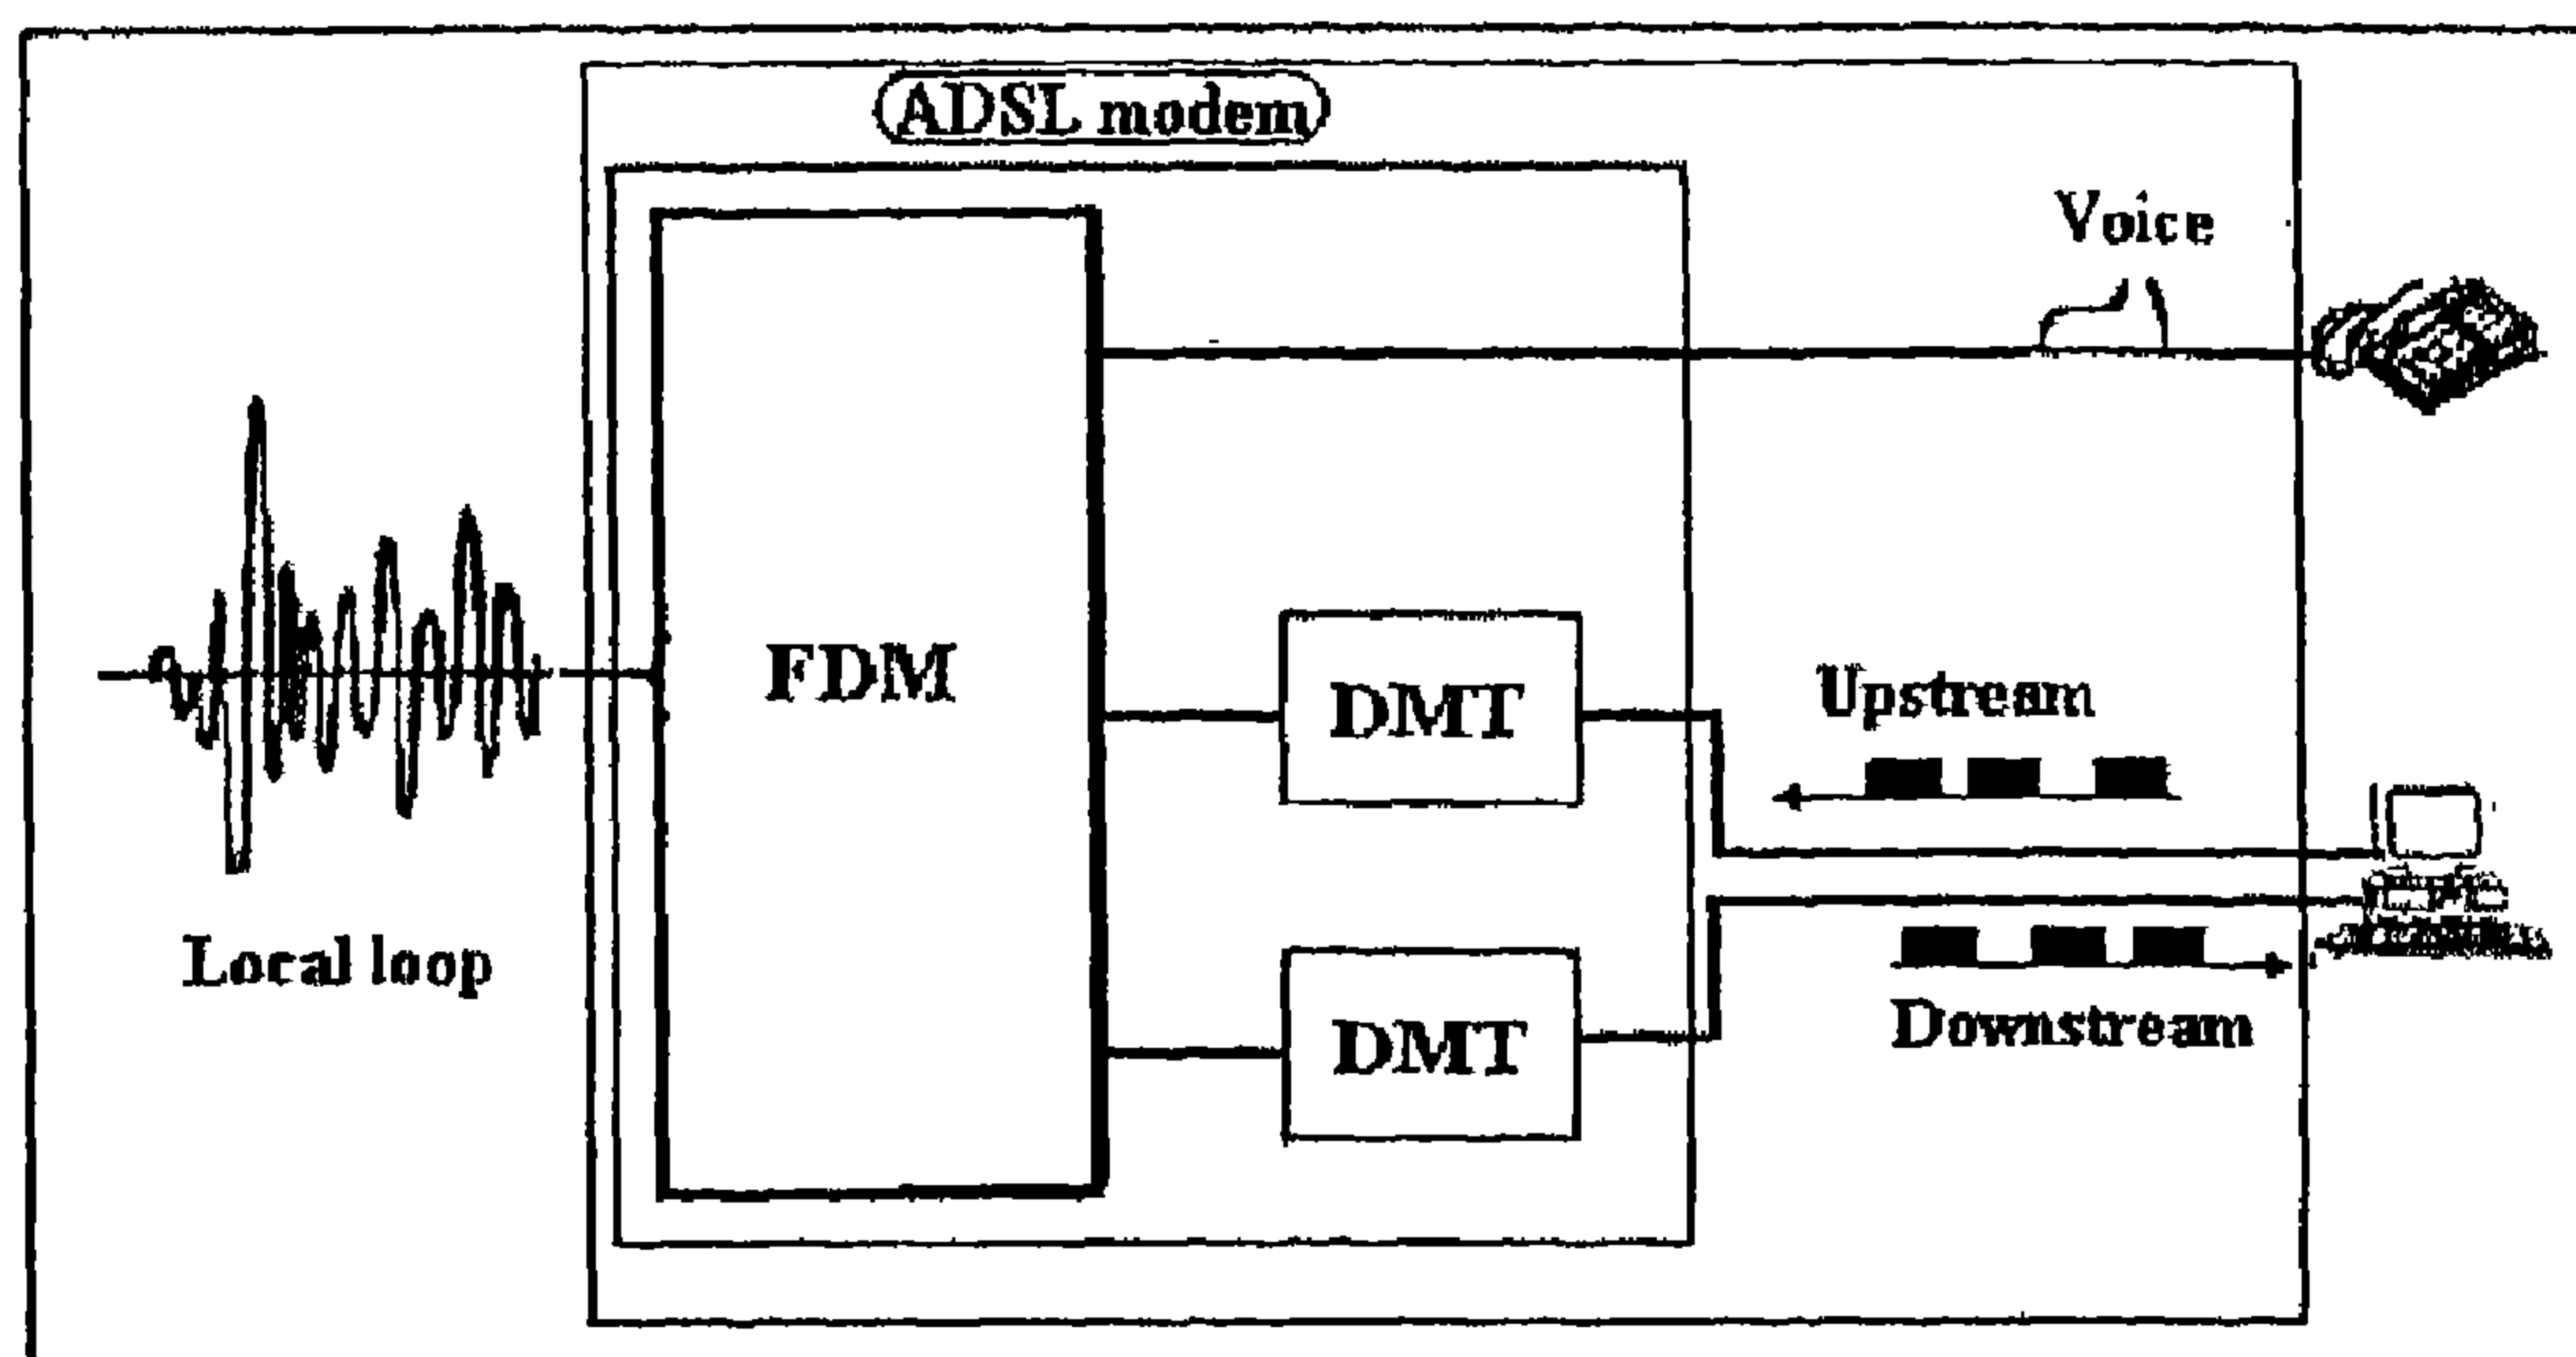 ADSL modem
Voice
FDM
DMT
Upstream
Local loop
DMT
Downstream